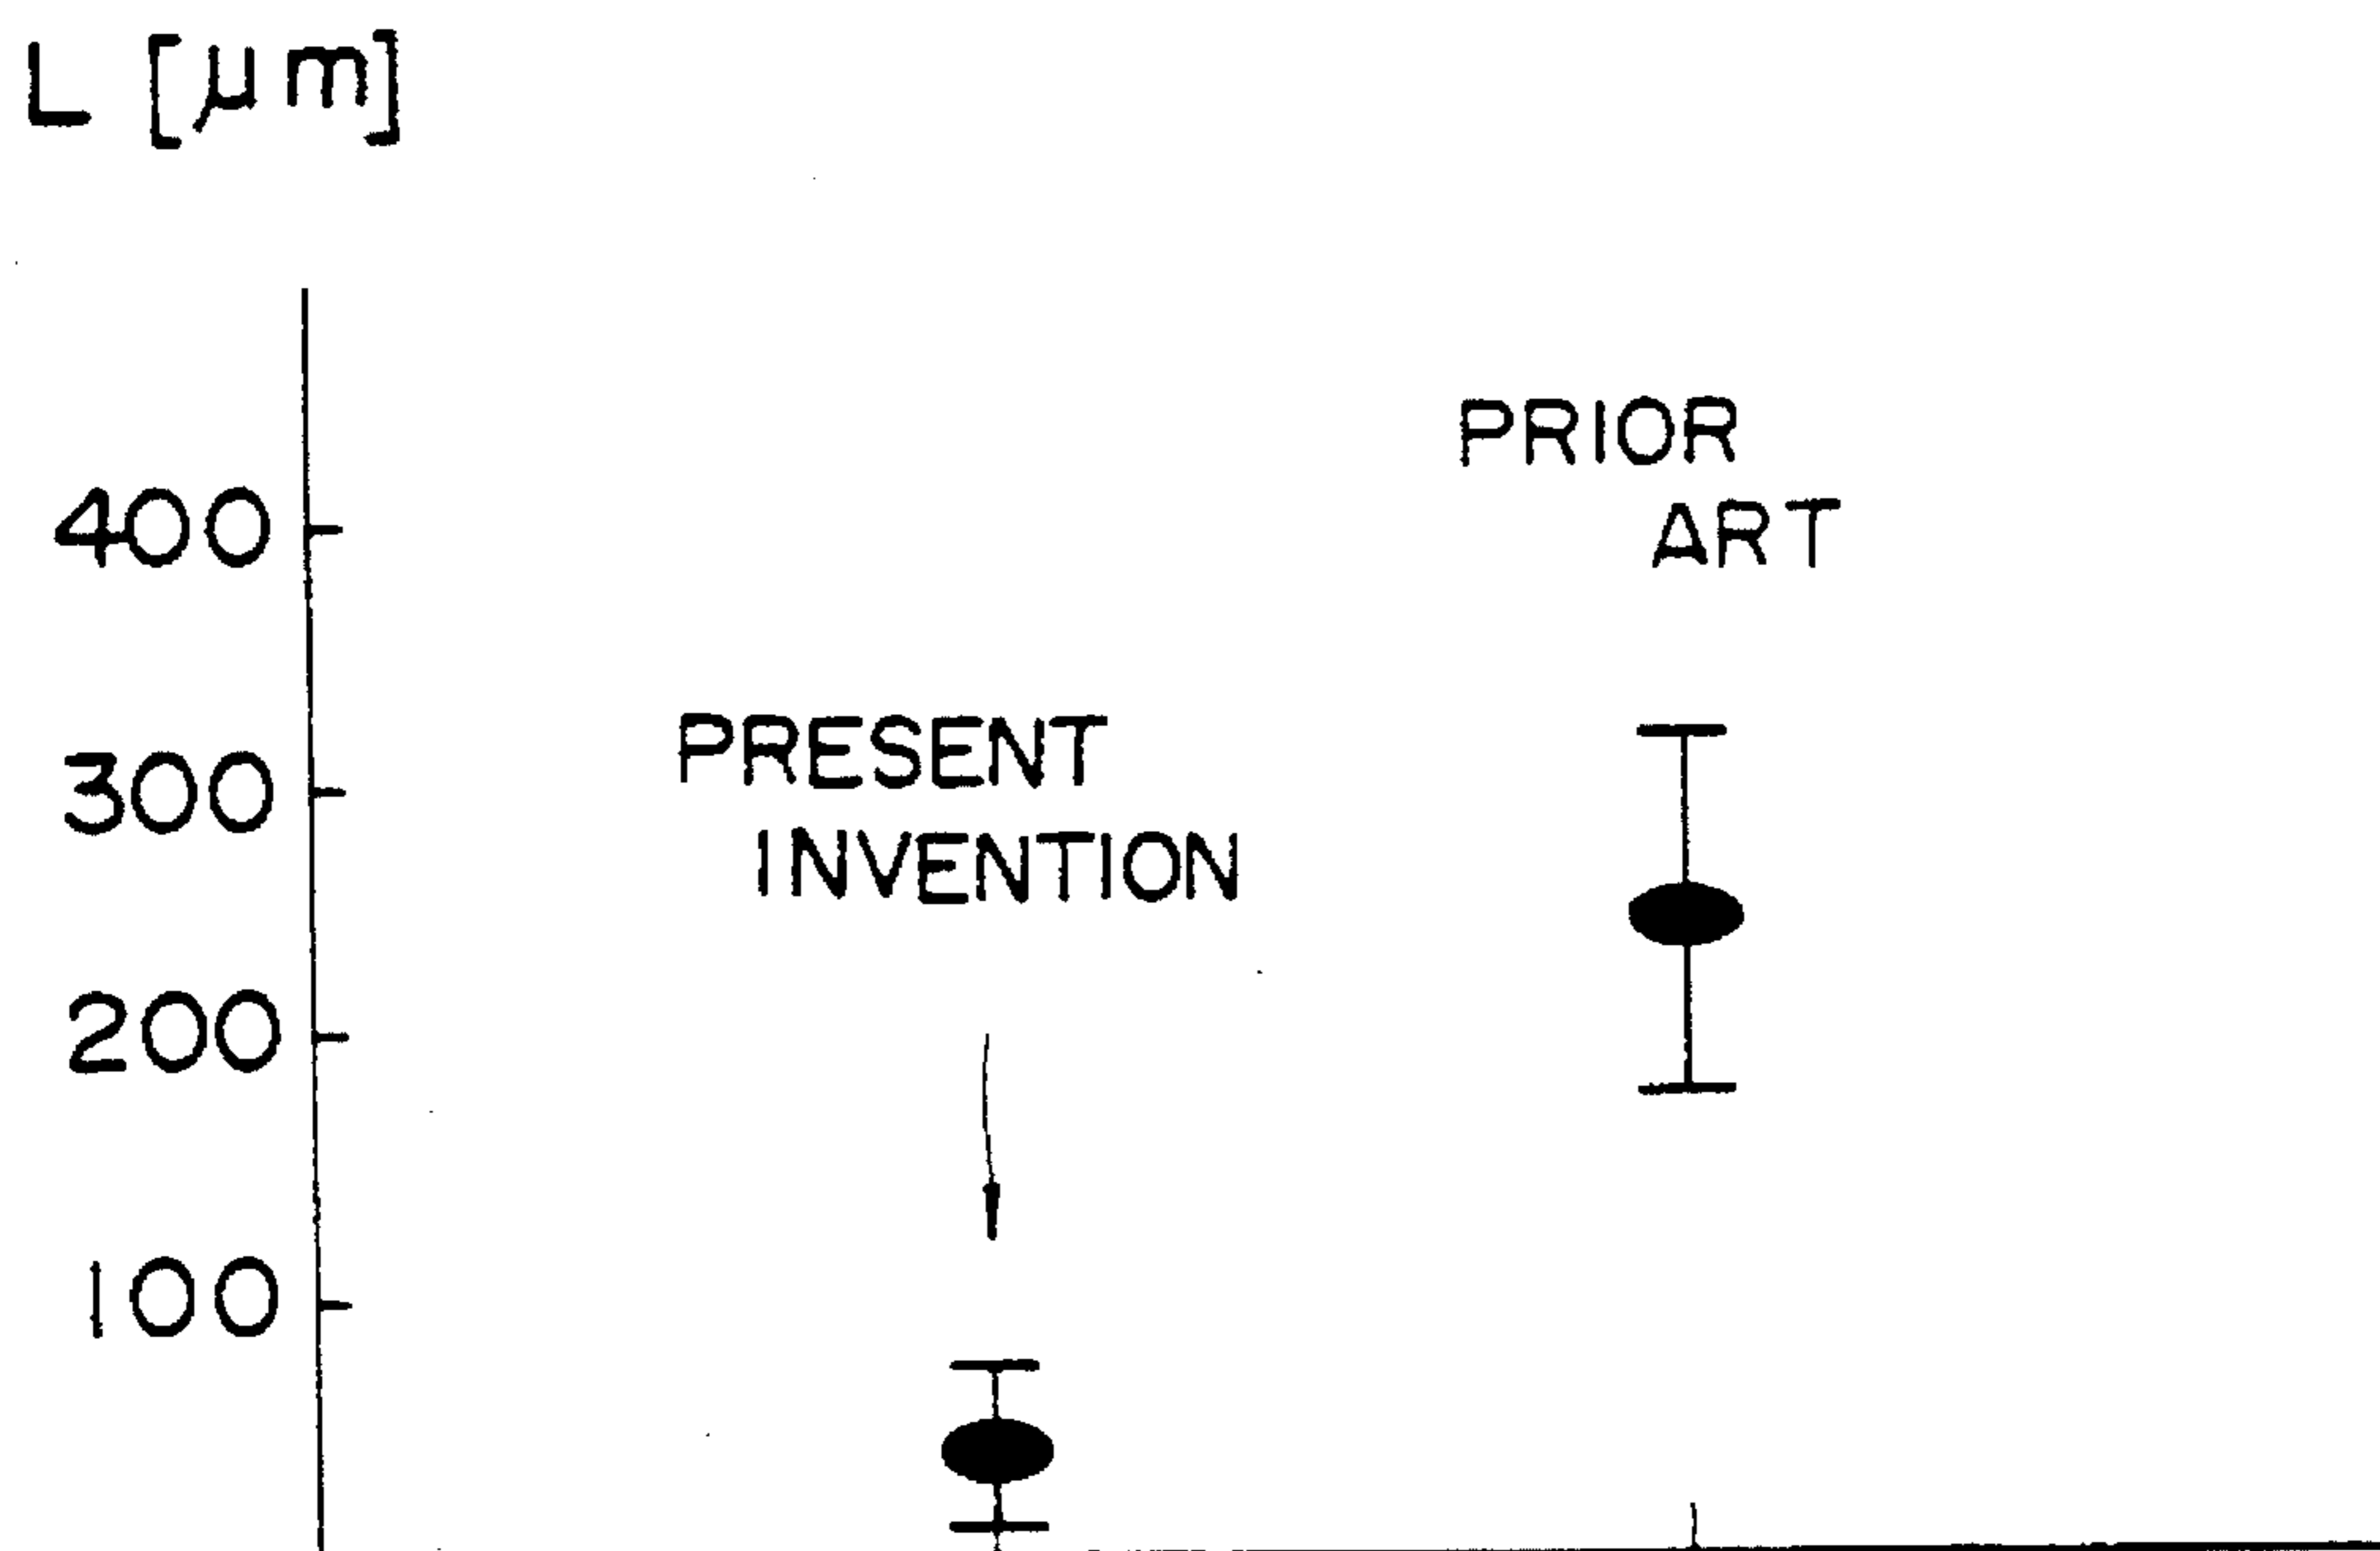 L [μm]
PRIOR
ART
400
PRESENT
300
INVENTION
200
100